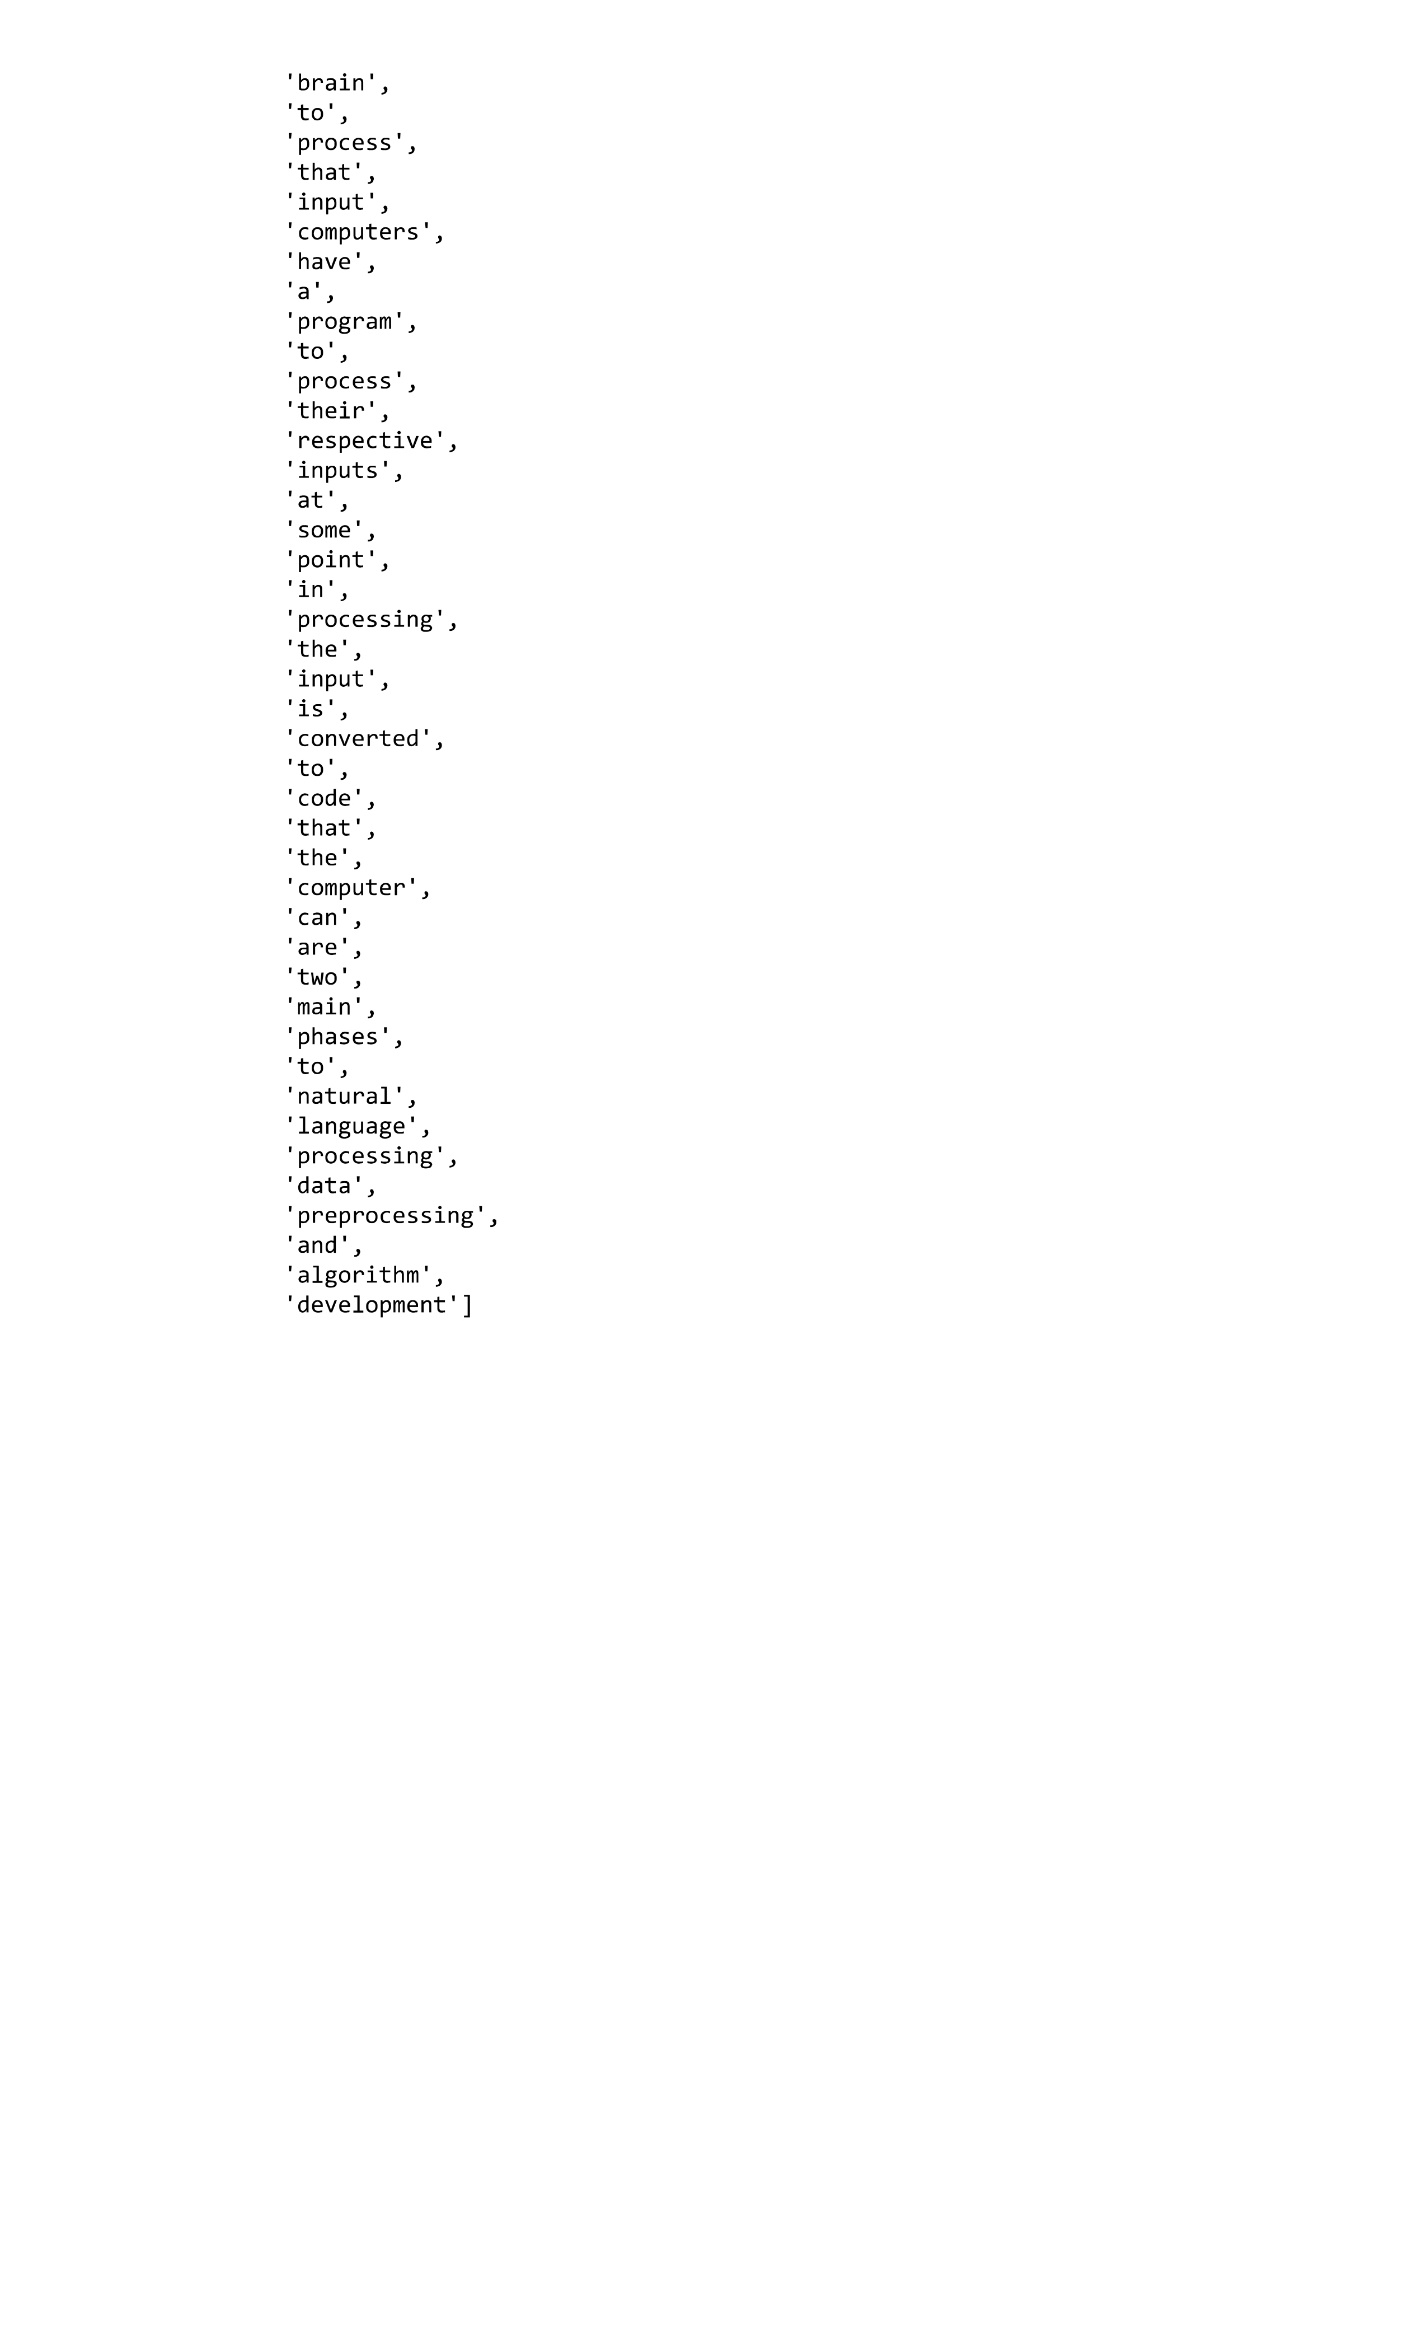 'brain',
'to',
'process',
'that',
'input',
'computers',
'have',
'a',
'program',
'to',
'process',
'their',
'respective',
'inputs',
'at',
'some',
'point',
'in',
'processing',
'the',
'input',
'is',
'converted',
'to',
'code',
'that',
'the',
'computer',
'can',
'are',
'two',
'main',
'phases',
'to',
'natural',
'language',
'processing',
'data',
'preprocessing',
'and',
'algorithm',
'development']